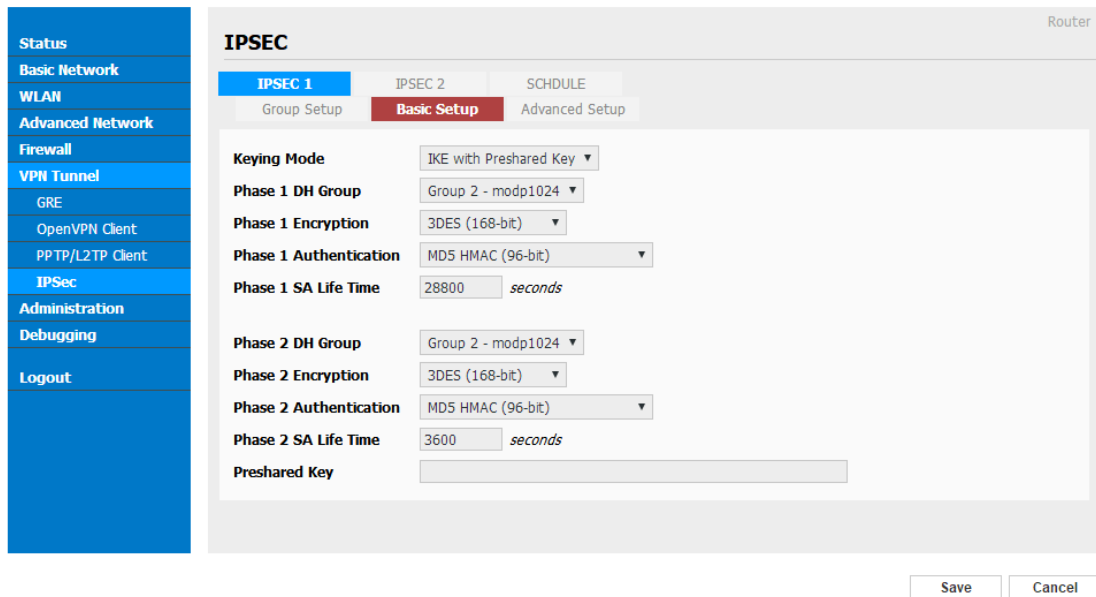 Router
Status
Basic Network
WLAN
Advanced Network
Firewall
VPN Tunnel
GRE
OpenVPN Client
PPTP/L2TP Client
IPSec
Administration
Debugging
Logout
IPSEC
IPSEC 1 IPSEC 2 SCHDULE
Group Setup Basic Setup Advanced Setup
Keying Mode IKE with Preshared Key
Phase 1 DH Group Group 2 - modp1024
Phase 1 Encryption 3DES (168-bit)
Phase 1 Authentication MD5 HMAC (96-bit)
Phase 1 SA Life Time 28800 seconds
Phase 2 DH Group Group 2 - modp1024
Phase 2 Encryption 3DES (168-bit)
Phase 2 Authentication MD5 HMAC (96-bit)
Phase 2 SA Life Time 3600 seconds
Preshared Key
Save Cancel